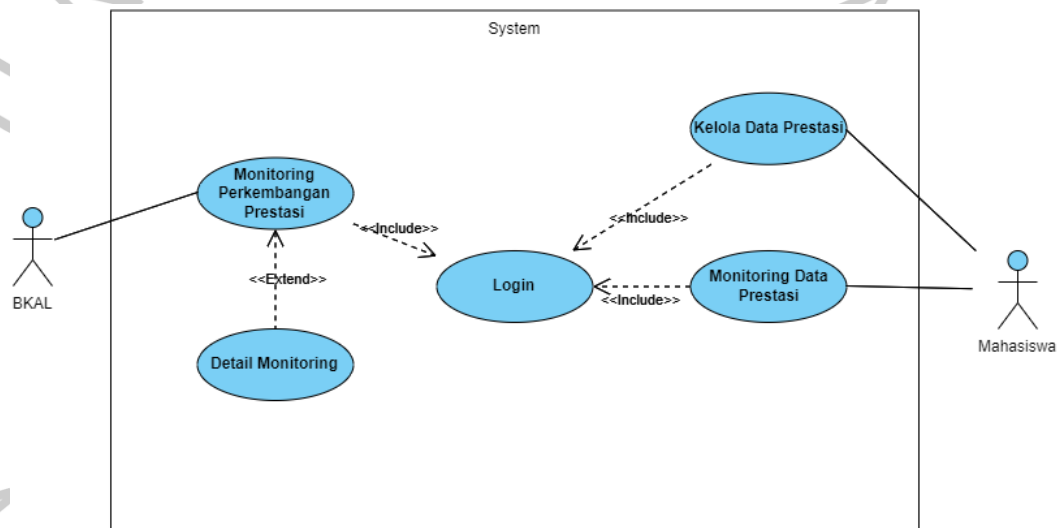 System
Kelola Data Prestasi
Monitoring
Perkembangan
Prestasi
<<Include>>
<<Include>>
BKAL
<<Extend>>
Login
Monitoring Data
Prestasi
<<Include>>
Mahasiswa
Detail Monitoring